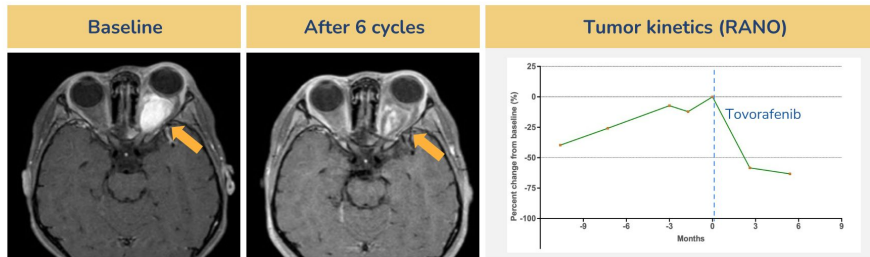 Baseline
After 6 cycles
Tumor kinetics (RANO)
Percent change from baseline (%)
25
0
-25
-50
-75
-100
Tovorafenib
-9
-6
-3
0
3
6
9
Months